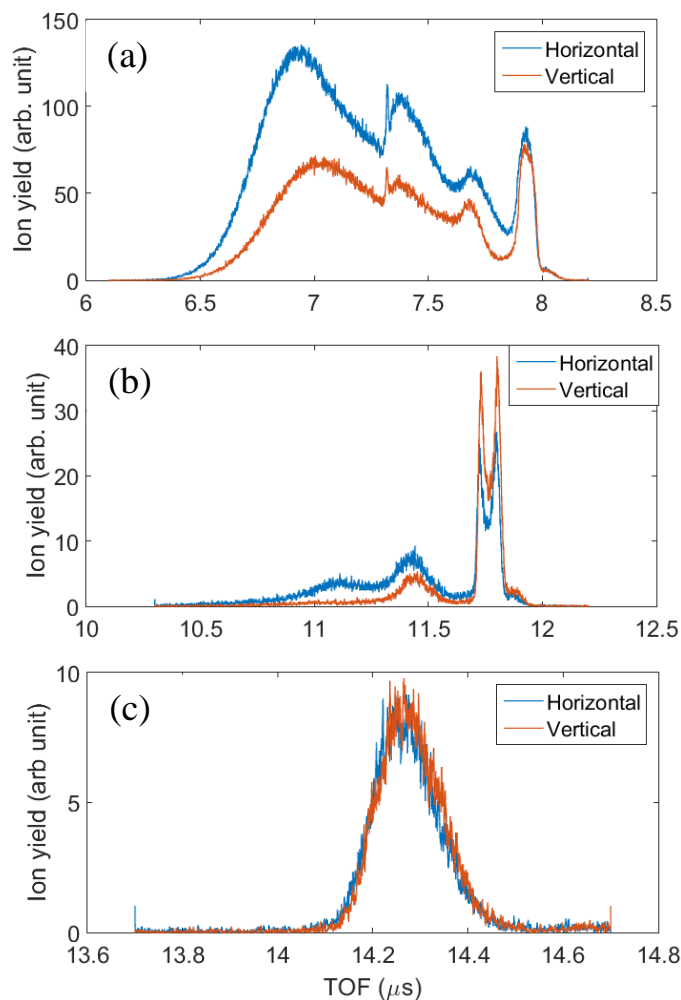 (a)
Ion yield (arb. unit)
150
100
50
0
Horizontal
Vertical
6 6.5 7 7.5 8 8.5
(b)
Ion yield (arb. unit)
40
30
20
10
0
Horizontal
Vertical
10 10.5 11 11.5 12 12.5
(c)
Ion yield (arb unit)
10
5
0
Horizontal
Vertical
13.6 13.8 14 14.2 14.4 14.6 14.8
TOF (μs)